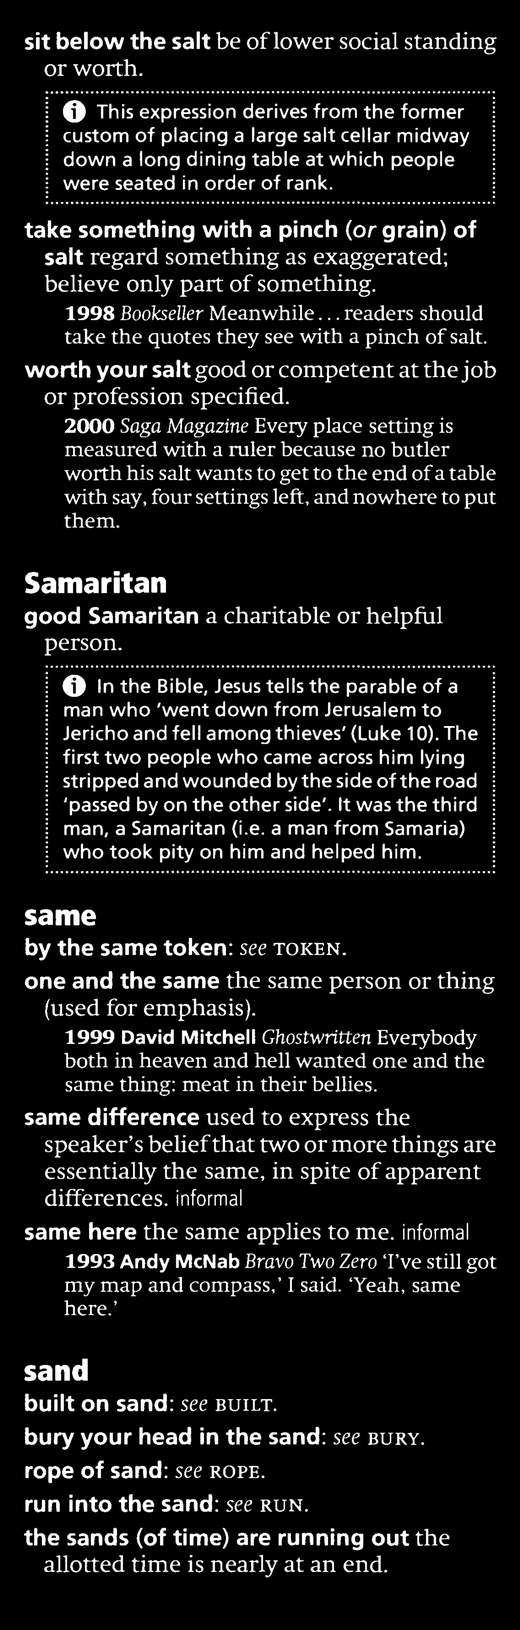 sit below the salt be of lower social standing
or worth.
ⓘ This expression derives from the former
custom of placing a large salt cellar midway
down a long dining table at which people
were seated in order of rank.
take something with a pinch (or grain) of
salt regard something as exaggerated;
believe only part of something.
1998 Bookseller Meanwhile... readers should
take the quotes they see with a pinch of salt.
worth your salt good or competent at the job
or profession specified.
2000 Saga Magazine Every place setting is
measured with a ruler because no butler
worth his salt wants to get to the end of a table
with say, four settings left, and nowhere to put
them.
Samaritan
good Samaritan a charitable or helpful
person.
ⓘ In the Bible, Jesus tells the parable of a
man who ‘went down from Jerusalem to
Jericho and fell among thieves’ (Luke 10). The
first two people who came across him lying
stripped and wounded by the side of the road
‘passed by on the other side’. It was the third
man, a Samaritan (i.e. a man from Samaria)
who took pity on him and helped him.
same
by the same token: see TOKEN.
one and the same the same person or thing
(used for emphasis).
1999 David Mitchell Ghostwritten Everybody
both in heaven and hell wanted one and the
same thing: meat in their bellies.
same difference used to express the
speaker’s belief that two or more things are
essentially the same, in spite of apparent
differences. informal
same here the same applies to me. informal
1993 Andy McNab Bravo Two Zero ‘I’ve still got
my map and compass,’ I said. ‘Yeah, same
here.’
sand
built on sand: see BUILT.
bury your head in the sand: see BURY.
rope of sand: see ROPE.
run into the sand: see RUN.
the sands (of time) are running out the
allotted time is nearly at an end.